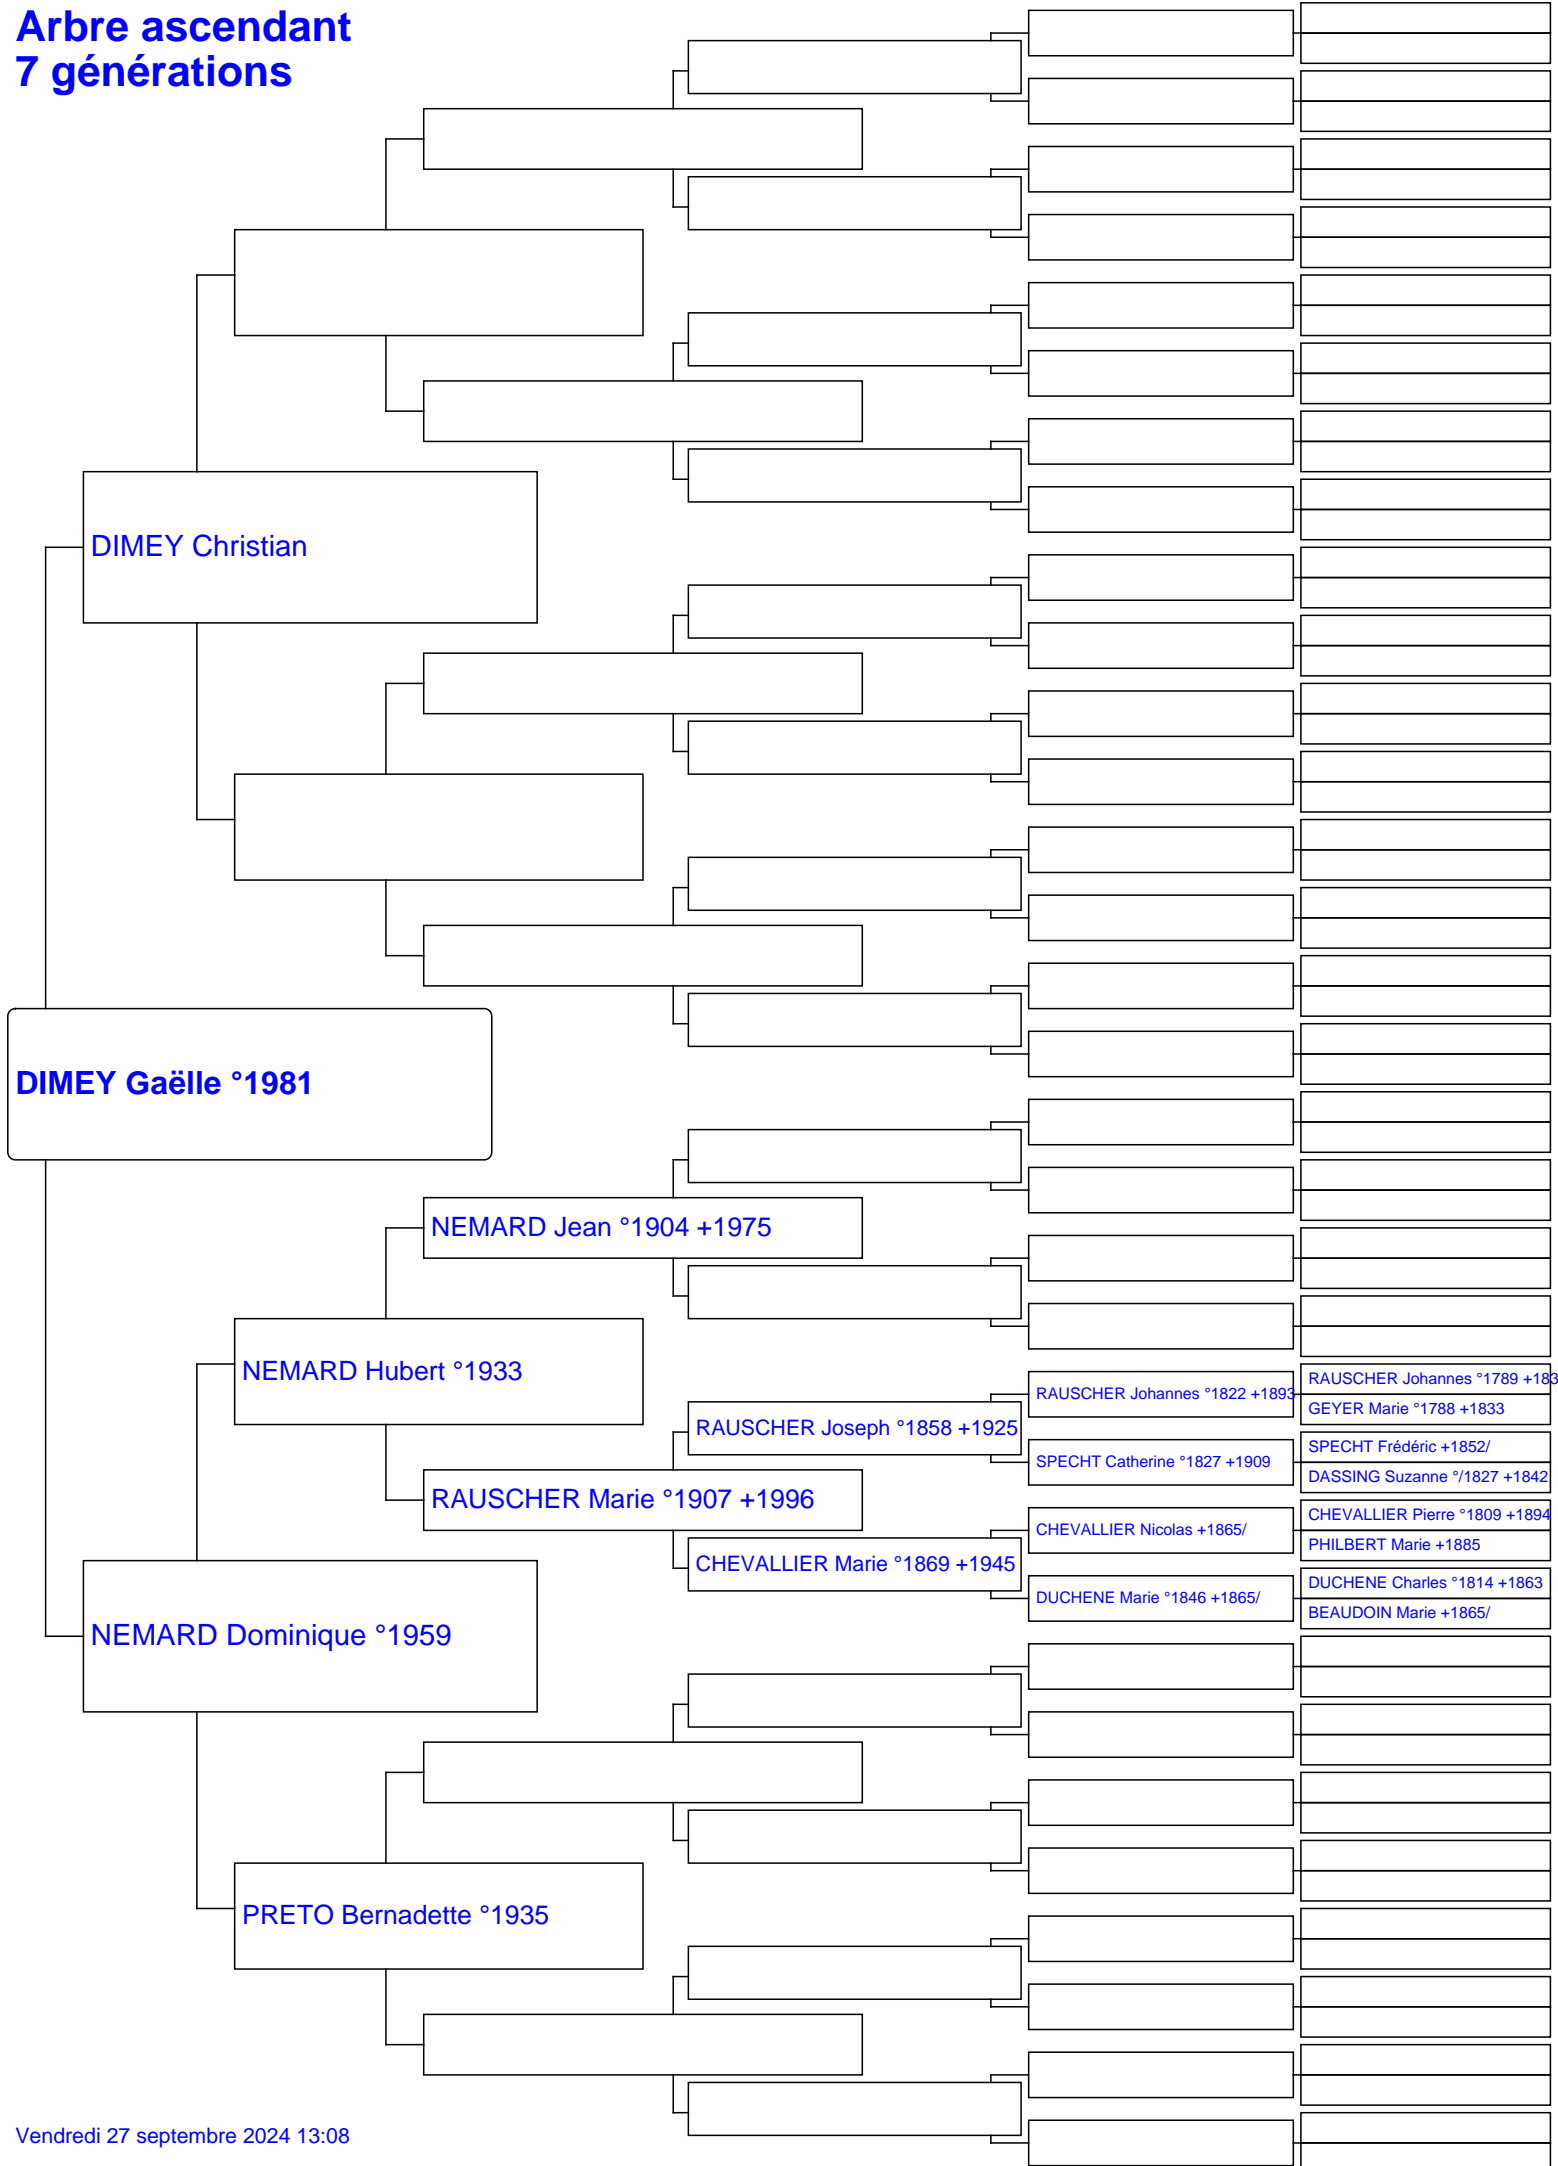 Arbre ascendant
7 générations
DIMEY Christian
DIMEY Gaëlle °1981
NEMARD Jean °1904 +1975
NEMARD Hubert °1933
RAUSCHER Johannes °1789 +183
RAUSCHER Johannes °1822 +1893
GEYER Marie °1788 +1833
RAUSCHER Joseph °1858 +1925
SPECHT Frédéric +1852/
SPECHT Catherine °1827 +1909
DASSING Suzanne °/1827 +1842
RAUSCHER Marie °1907 +1996
CHEVALLIER Pierre °1809 +1894
CHEVALLIER Nicolas +1865/
PHILBERT Marie +1885
CHEVALLIER Marie °1869 +1945
DUCHENE Charles °1814 +1863
DUCHENE Marie °1846 +1865/
BEAUDOIN Marie +1865/
NEMARD Dominique °1959
PRETO Bernadette °1935
Vendredi 27 septembre 2024 13:08